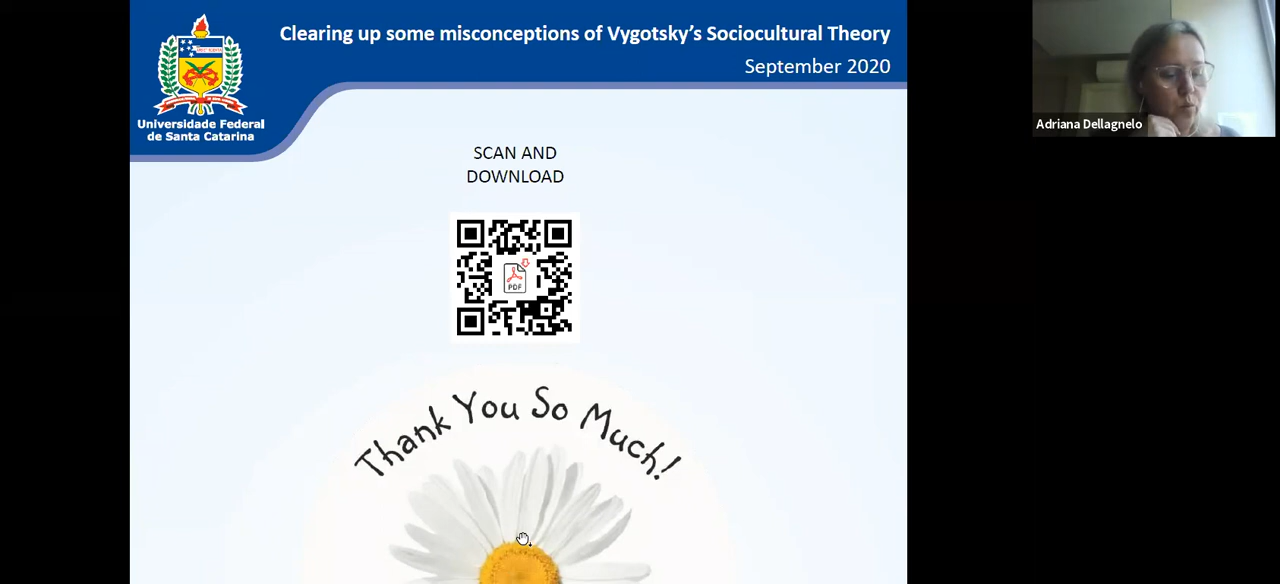 Clearing up some misconceptions of Vygotsky's Sociocultural Theory
September 2020
Universidade Federal
de Santa Catarina
SCAN AND
DOWNLOAD
PDF
Thank You So Much!
Adriana Dellagnelo